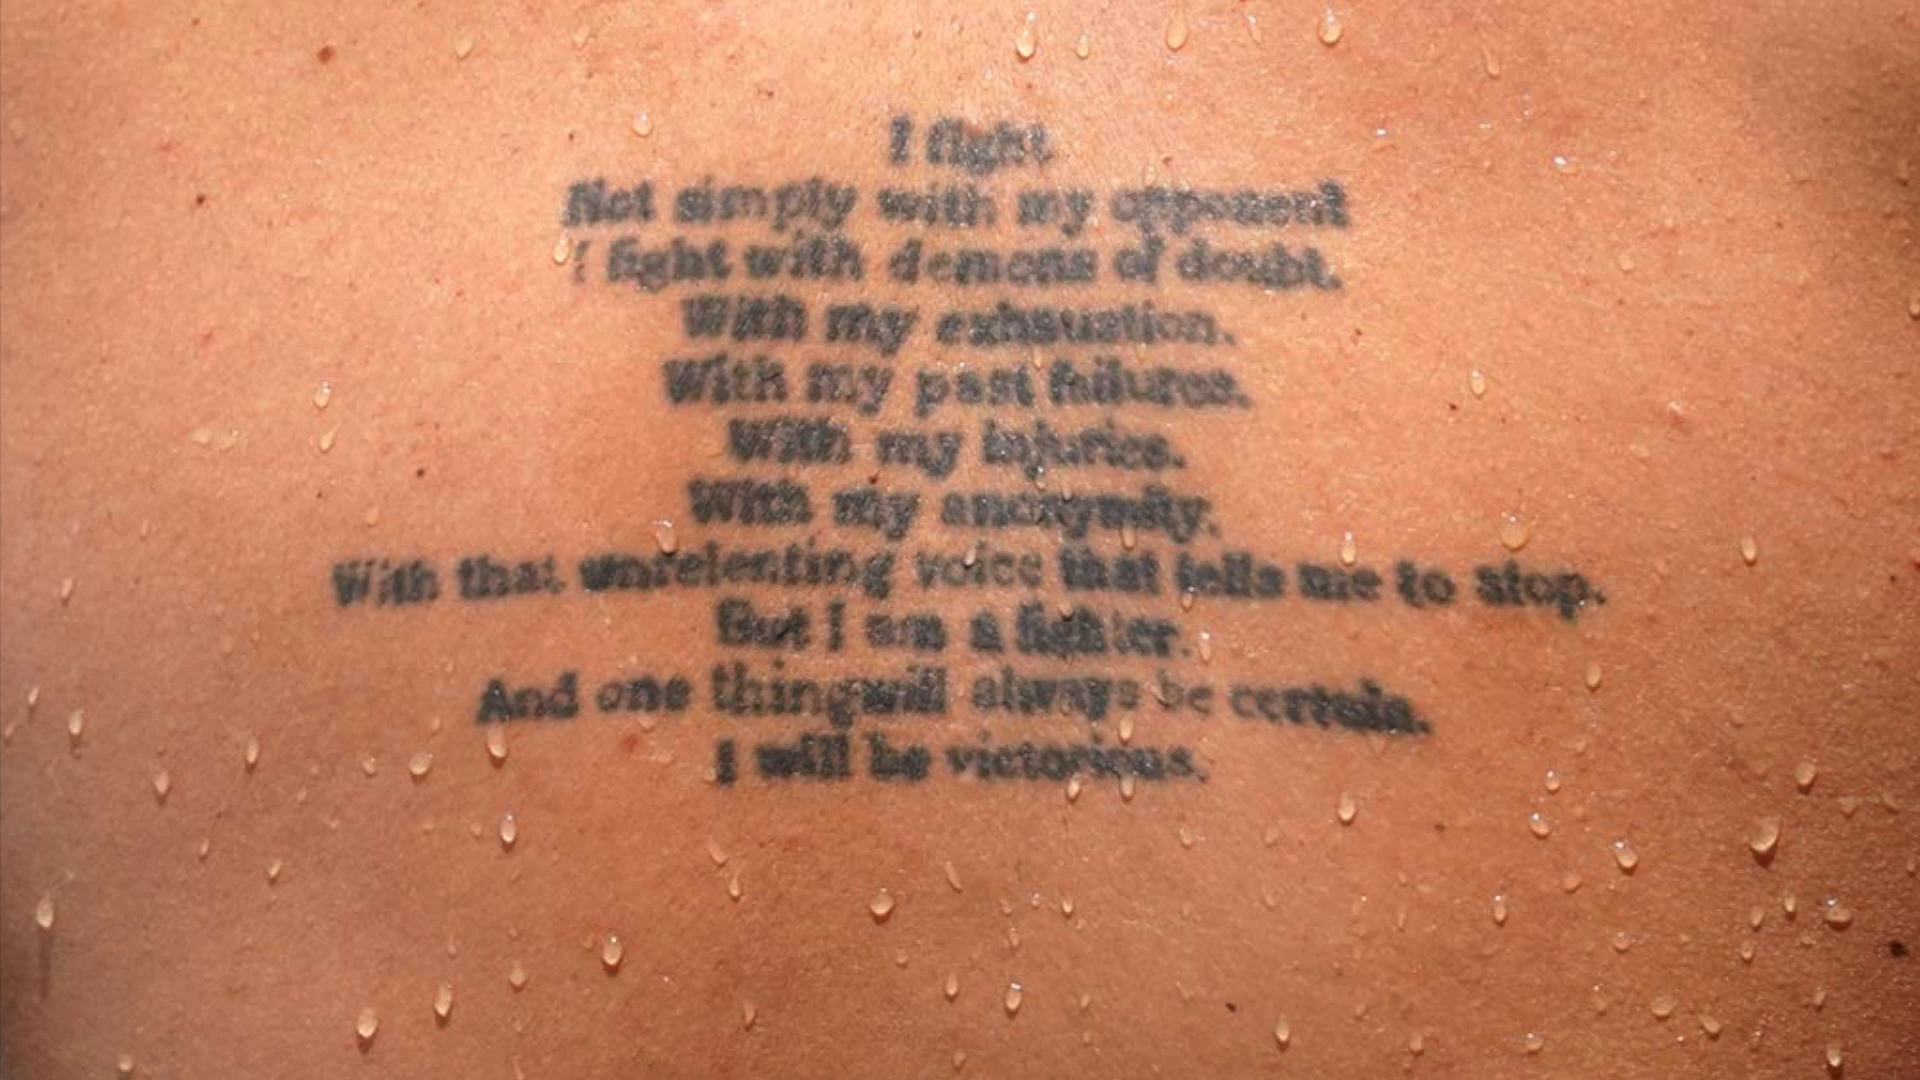 I fight.
Not simply with my opponent
I fight with demons of doubt.
With my exhaustion.
With my past failures.
With my injuries.
With my anonymity.
With that unrelenting voice that tells me to stop.
But I am a fighter.
And one thing will always be certain.
I will be victorious.